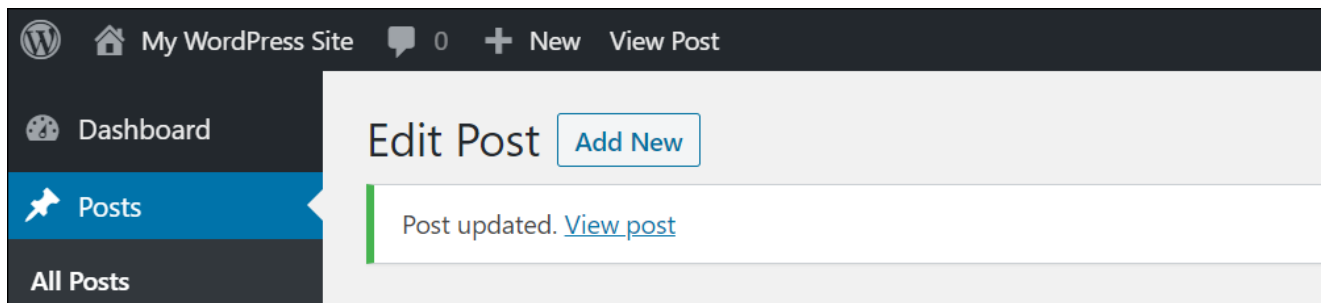 My WordPress Site 0 New View Post
Dashboard
Edit Post Add New
Posts
Post updated. View post
All Posts